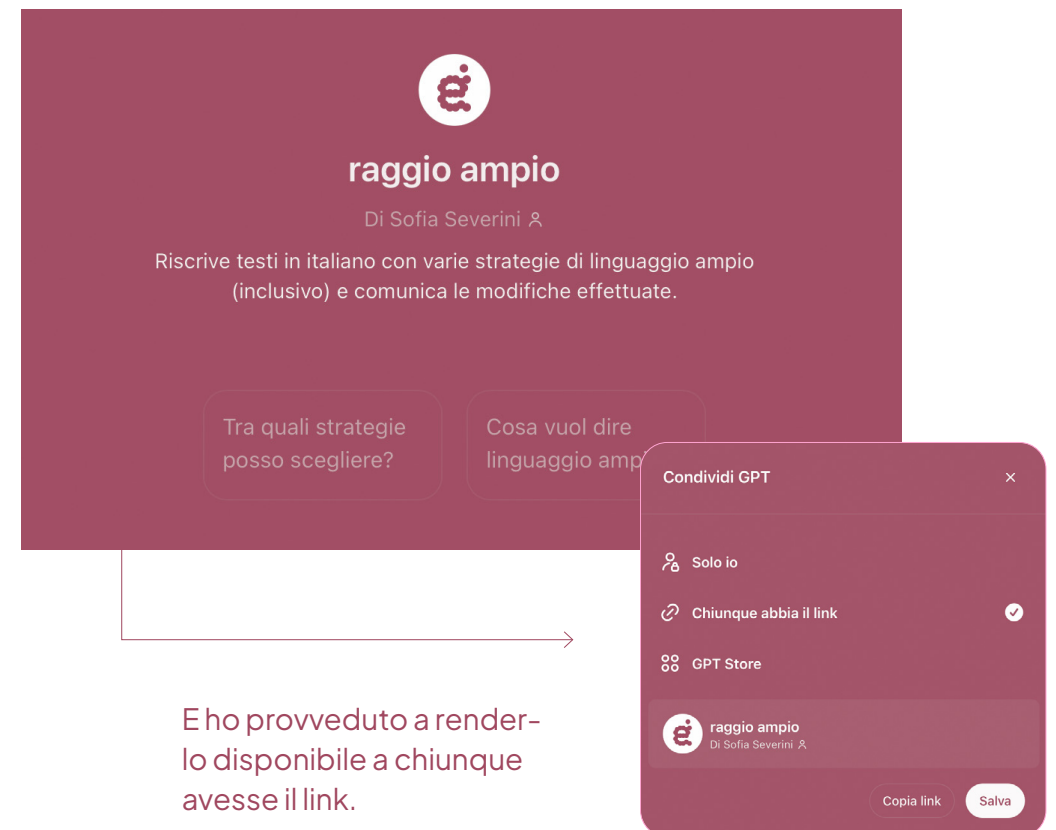 raggio ampio
Di Sofia Severini
Riscrive testi in italiano con varie strategie di linguaggio ampio
(inclusivo) e comunica le modifiche effettuate.
Tra quali strategie
posso scegliere?
Cosa vuol dire
linguaggio amp
Condividi GPT
Solo io
Chiunque abbia il link
GPT Store
raggio ampio
Di Sofia Severini
Copia link
Salva
E ho provveduto a render-
lo disponibile a chiunque
avesse il link.